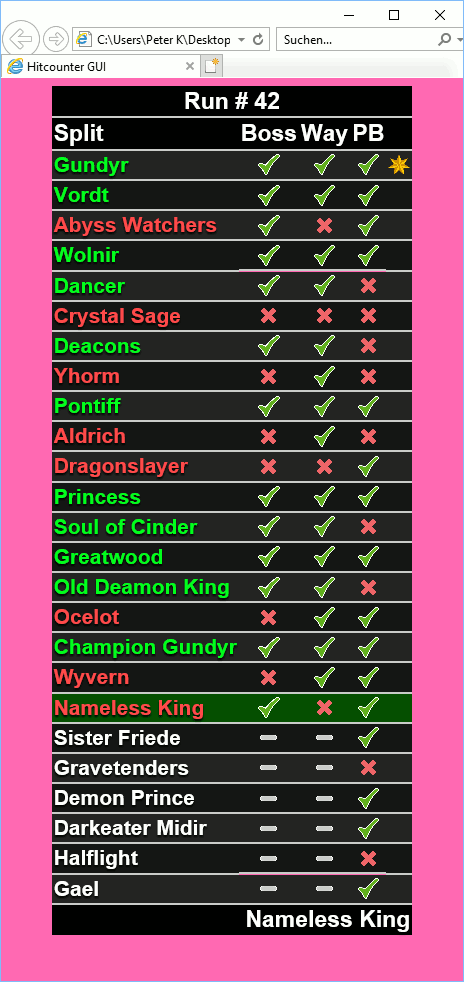 C:\Users\Peter K\Desktop
Suchen...
Hitcounter GUI
Run # 42
Split Boss Way PB
Gundyr
Vordt
Abyss Watchers
Wolnir
Dancer
Crystal Sage
Deacons
Yhorm
Pontiff
Aldrich
Dragonslayer
Princess
Soul of Cinder
Greatwood
Old Deamon King
Ocelot
Champion Gundyr
Wyvern
Nameless King
Sister Friede
Gravetenders
Demon Prince
Darkeater Midir
Halflight
Gael
Nameless King